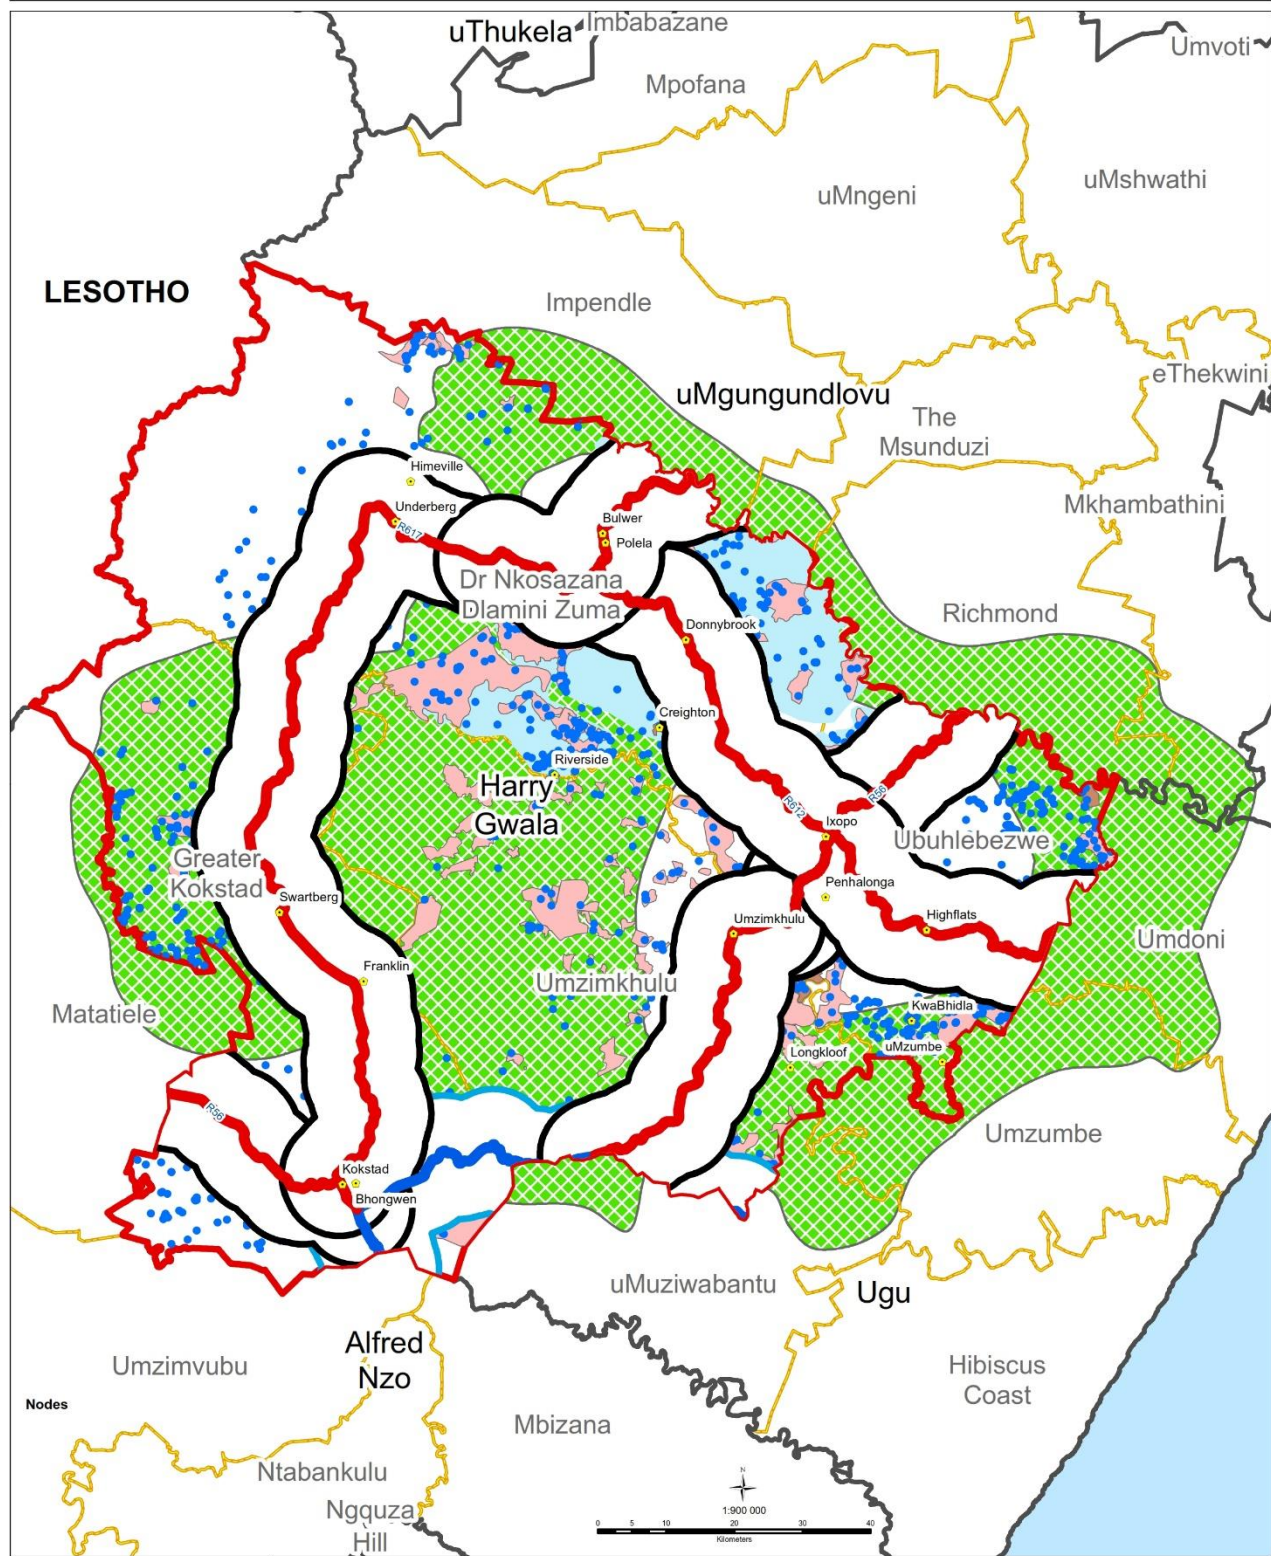 uThukela
Imbabazane
Umvoti
Mpofana
uMngeni
uMshwathi
LESOTHO
Impendle
eThekwini
uMgungundlovu
The
Msunduzi
Mkhambathini
Himeville
Underberg
R617
Bulwer
Polela
Dr Nkosazana
Dlamini Zuma
Richmond
Donnybrook
Creighton
Riverside
Harry
Gwala
R612
R56
Ixopo
Ubuhlebezwe
Greater
Kokstad
Swartberg
Penhalonga
Highflats
Umzimkhulu
Umdoni
Franklin
Umzimkhulu
Matatiele
KwaBhidla
uMzumbe
Longkloof
R56
Umzumbe
Kokstad
Bhongwen
uMuziwabantu
Ugu
Alfred
Nzo
Umzimvubu
Hibiscus
Coast
Nodes
Mbizana
Ntabankulu
Ngquza
Hill
N
1:900 000
0 5 10 20 30 40
Kilometers